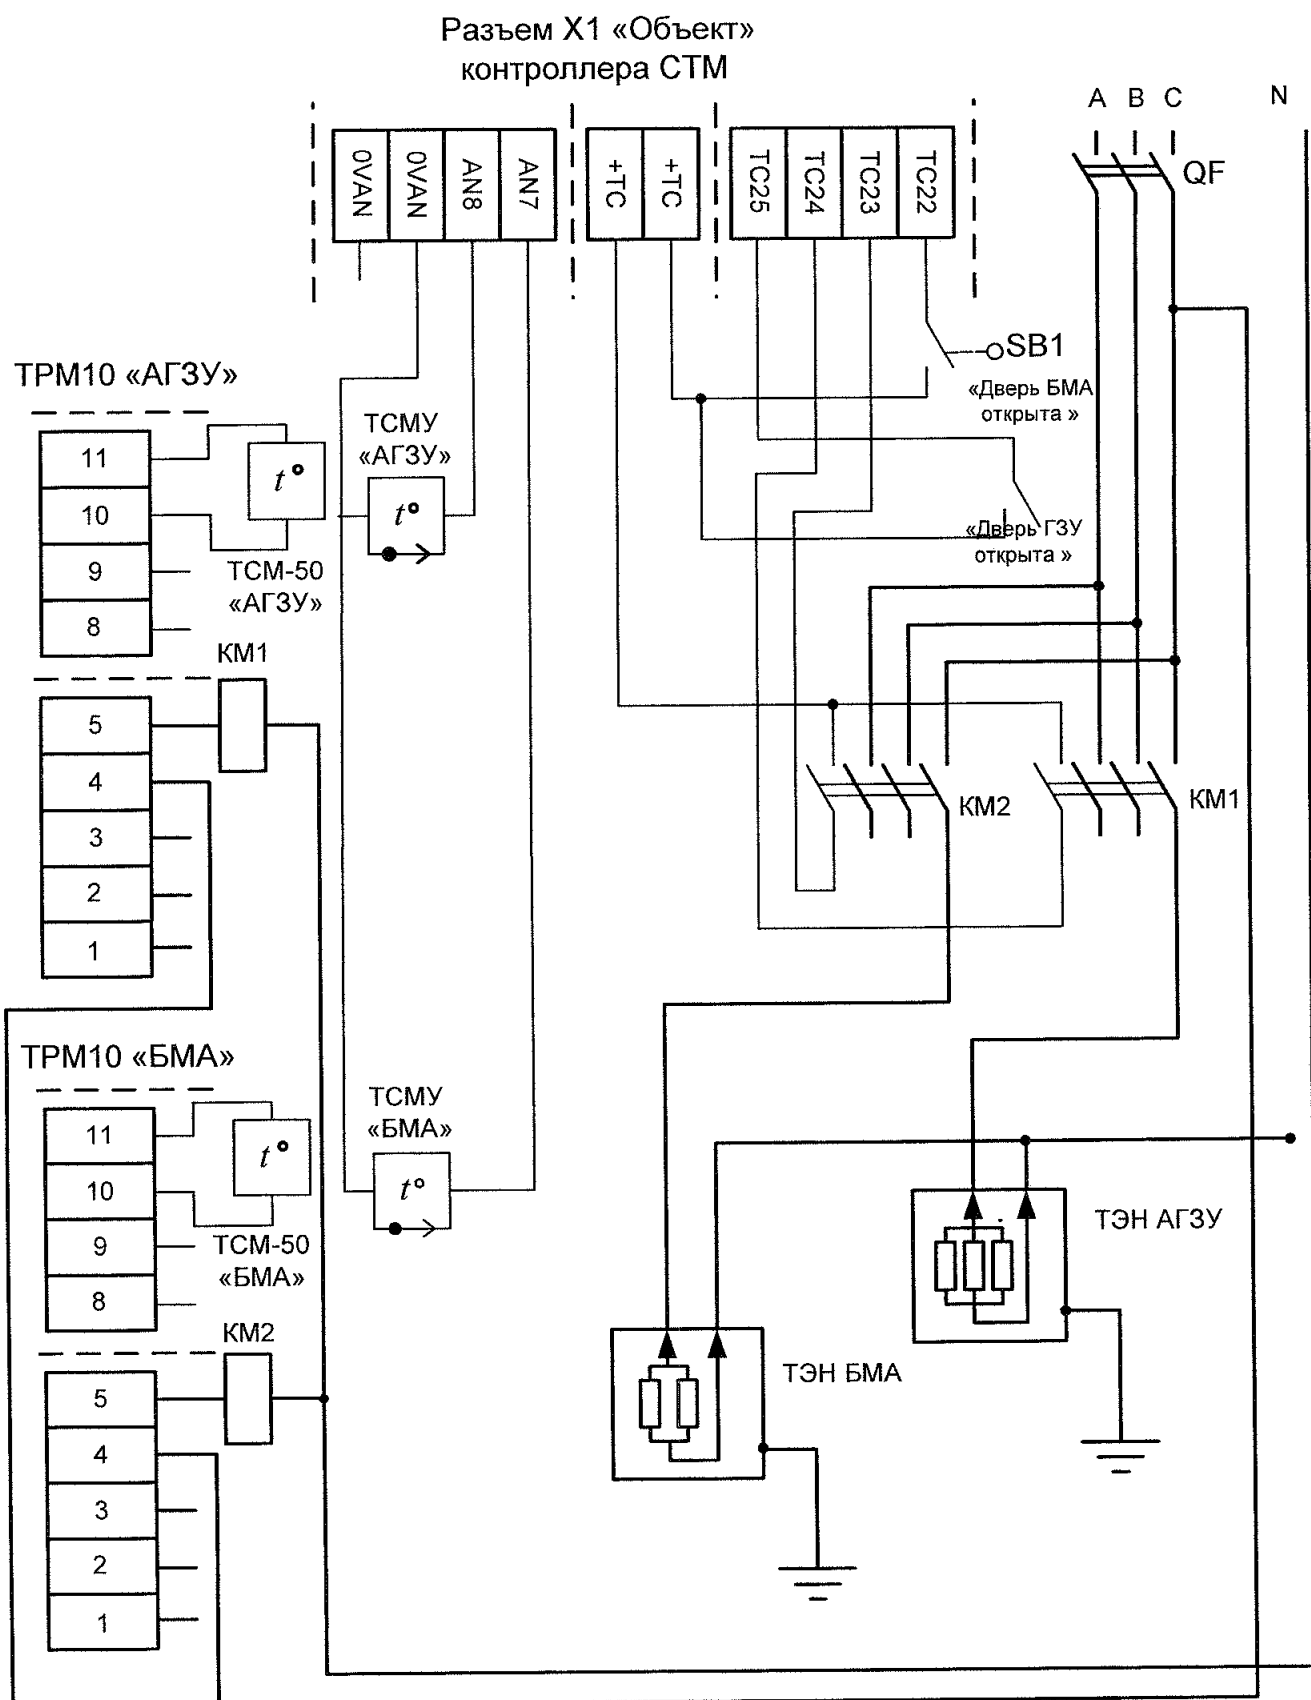 Разъем X1 «Объект»
контроллера СТМ
A B C N
0VAN 0VAN AN8 AN7 +TC +TC TC25 TC24 TC23 TC22
QF
SB1
«Дверь БМА
открыта »
ТРМ10 «АГЗУ»
11
10
9
8
t°
ТСМ-50
«АГЗУ»
ТСМУ
«АГЗУ»
t°
«Дверь ГЗУ
открыта »
КМ1
5
4
3
2
1
КМ2
КМ1
ТРМ10 «БМА»
11
10
9
8
t°
ТСМ-50
«БМА»
ТСМУ
«БМА»
t°
ТЭН АГЗУ
КМ2
5
4
3
2
1
ТЭН БМА